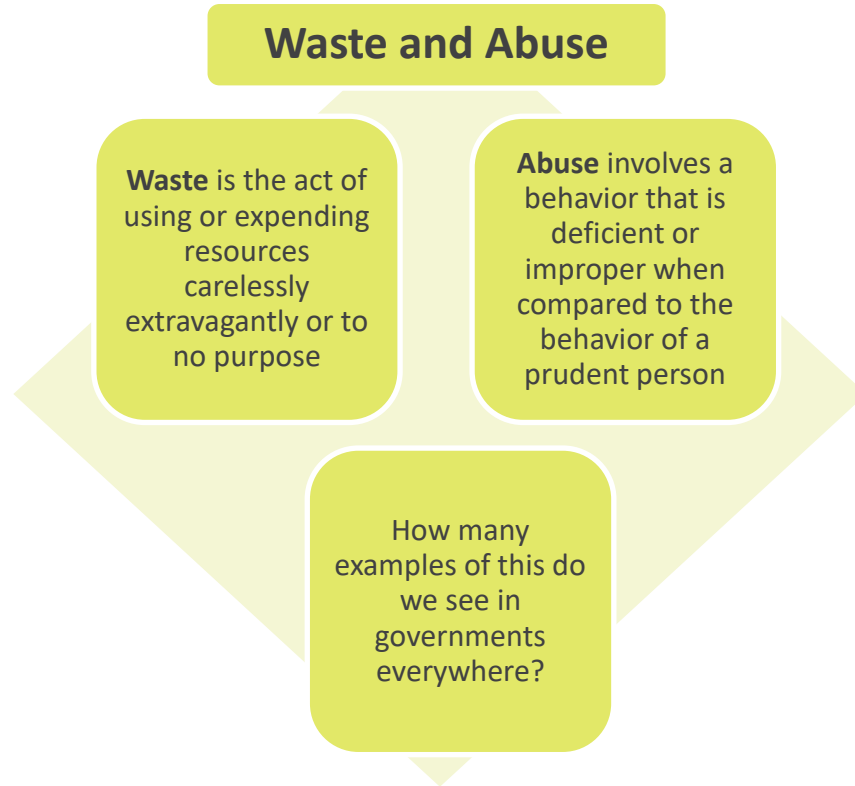 Waste and Abuse
Waste is the act of
using or expending
resources
carelessly
extravagantly or to
no purpose
Abuse involves a
behavior that is
deficient or
improper when
compared to the
behavior of a
prudent person
How many
examples of this do
we see in
governments
everywhere?